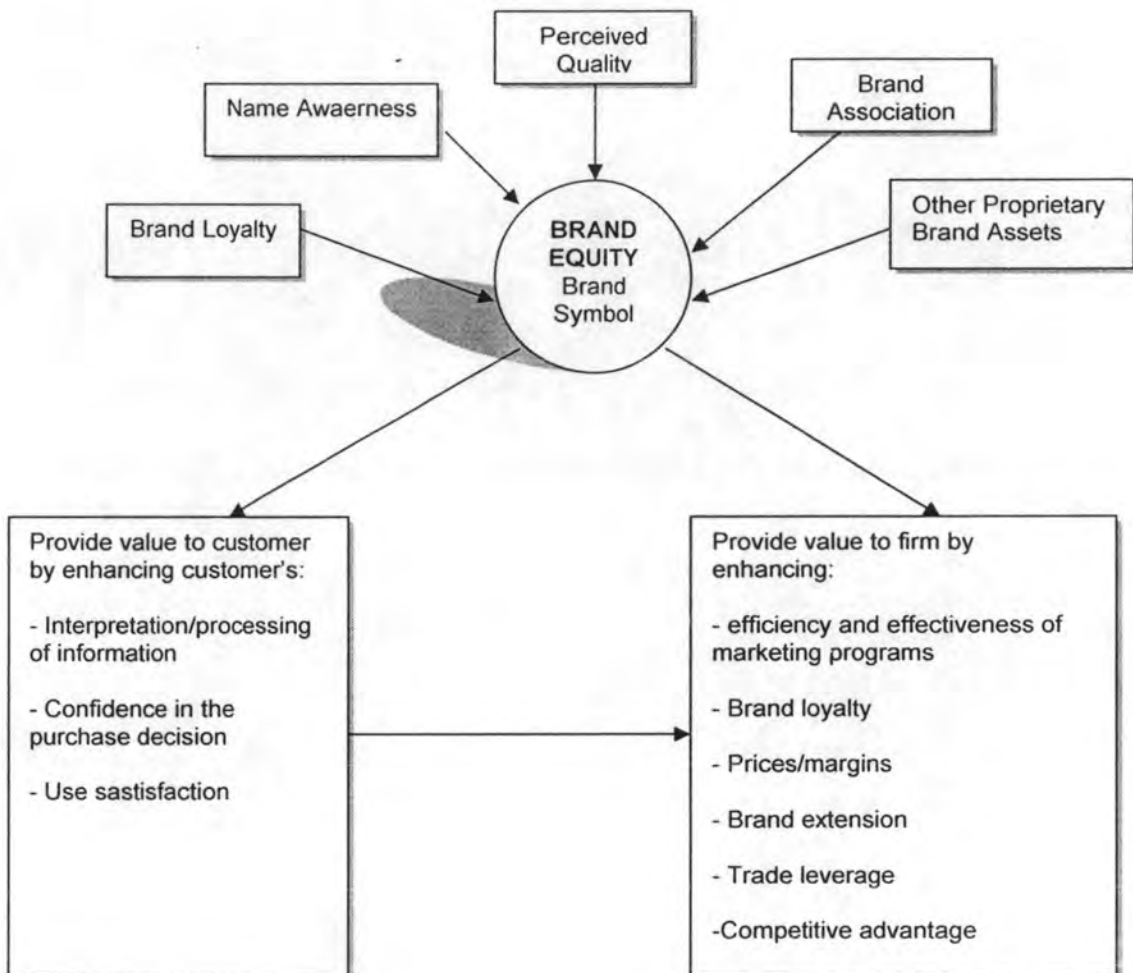 Perceived
Quality
Name Awaerness
Brand
Association
Brand Loyalty
Other Proprietary
Brand Assets
BRAND
EQUITY
Brand
Symbol
Provide value to customer
by enhancing customer's:
- Interpretation/processing
of information
- Confidence in the
purchase decision
- Use sastisfaction
Provide value to firm by
enhancing:
- efficiency and effectiveness of
marketing programs
- Brand loyalty
- Prices/margins
- Brand extension
- Trade leverage
-Competitive advantage